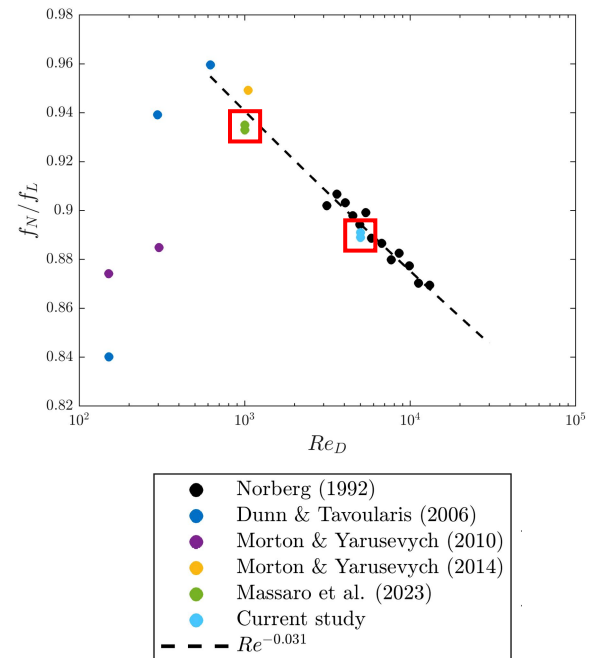 0.98
0.96
0.94
0.92
0.9
0.88
0.86
0.84
0.82
f_N/f_L
10^2 10^3 10^4 10^5
Re_D
Norberg (1992)
Dunn & Tavoularis (2006)
Morton & Yarusevych (2010)
Morton & Yarusevych (2014)
Massaro et al. (2023)
Current study
Re^{-0.031}